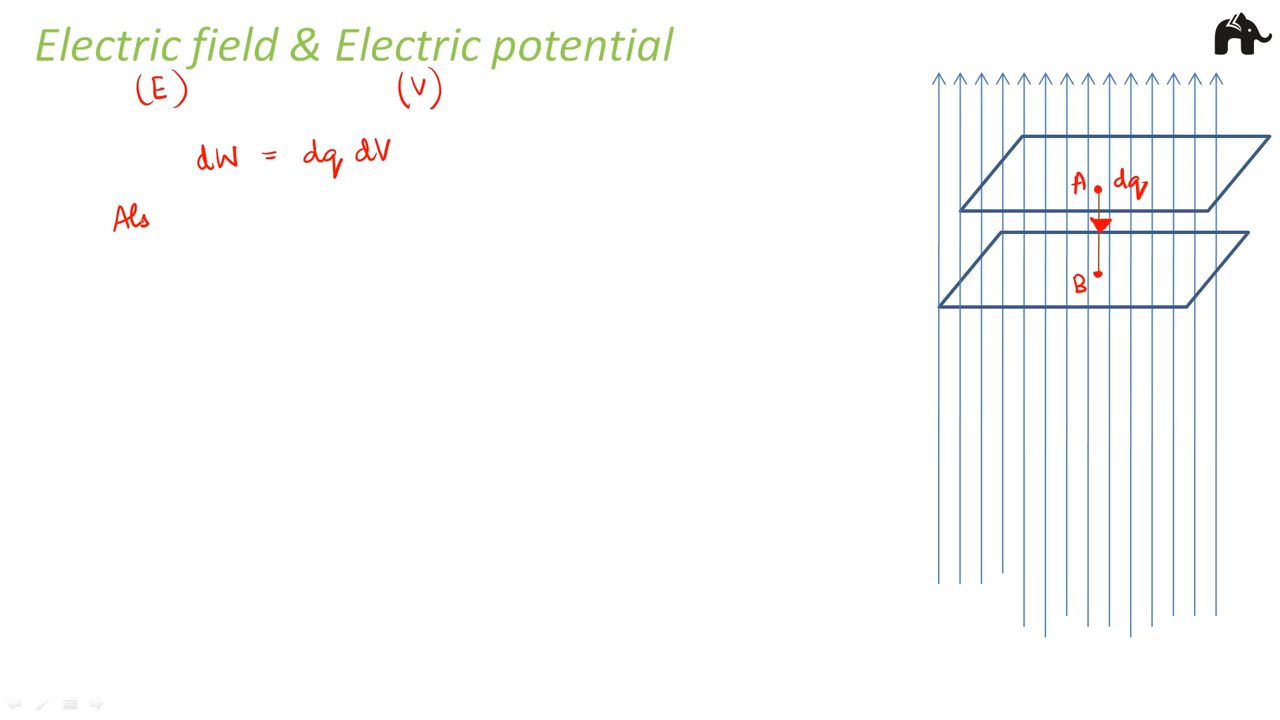 Electric field & Electric potential
(E) (V)
dW = dq dV
Als
A dq
B